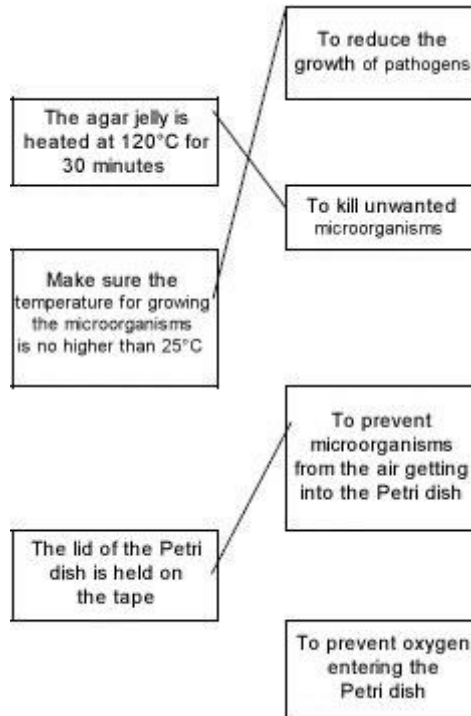 To reduce the
growth of pathogens
The agar jelly is
heated at 120°C for
30 minutes
To kill unwanted
microorganisms
Make sure the
temperature for growing
the microorganisms
is no higher than 25°C
To prevent
microorganisms
from the air getting
into the Petri dish
The lid of the Petri
dish is held on
the tape
To prevent oxygen
entering the
Petri dish